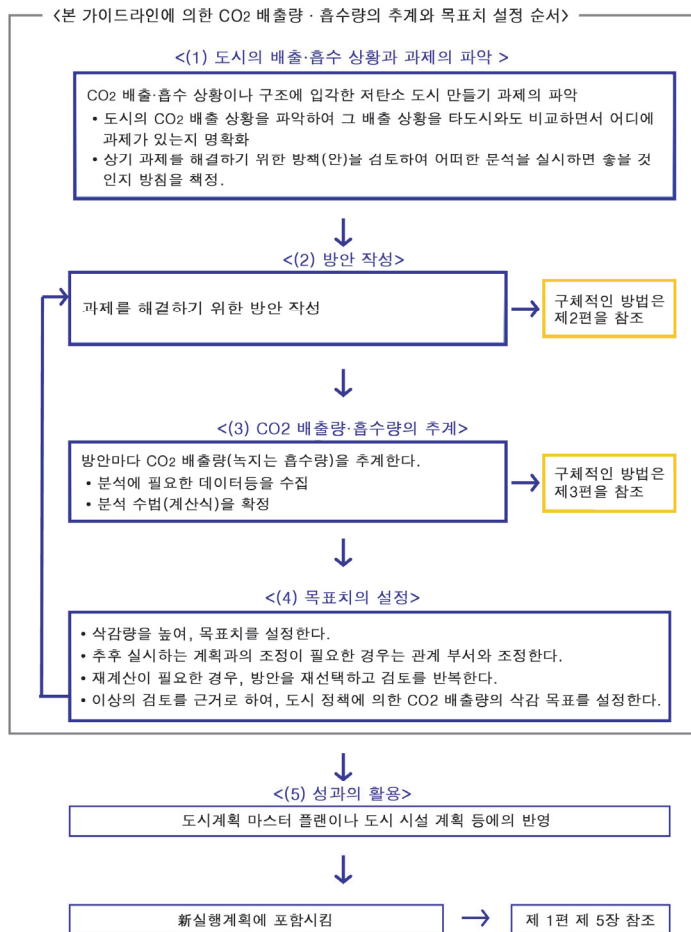 <본 가이드라인에 의한 CO2 배출량 · 흡수량의 추계와 목표치 설정 순서>
<(1) 도시의 배출·흡수 상황과 과제의 파악 >
CO2 배출·흡수 상황이나 구조에 입각한 저탄소 도시 만들기 과제의 파악
• 도시의 CO2 배출 상황을 파악하여 그 배출 상황을 타도시와도 비교하면서 어디에
과제가 있는지 명확화
• 상기 과제를 해결하기 위한 방책(안)을 검토하여 어떠한 분석을 실시하면 좋을 것
인지 방침을 책정.
<(2) 방안 작성>
과제를 해결하기 위한 방안 작성
구체적인 방법은
제2편을 참조
<(3) CO2 배출량·흡수량의 추계>
방안마다 CO2 배출량(녹지는 흡수량)을 추계한다.
• 분석에 필요한 데이터등을 수집
• 분석 수법(계산식)을 확정
구체적인 방법은
제3편을 참조
<(4) 목표치의 설정>
• 삭감량을 높여, 목표치를 설정한다.
• 추후 실시하는 계획과의 조정이 필요한 경우는 관계 부서와 조정한다.
• 재계산이 필요한 경우, 방안을 재선택하고 검토를 반복한다.
• 이상의 검토를 근거로 하여, 도시 정책에 의한 CO2 배출량의 삭감 목표를 설정한다.
<(5) 성과의 활용>
도시계획 마스터 플랜이나 도시 시설 계획 등에의 반영
新실행계획에 포함시킴
제 1편 제 5장 참조